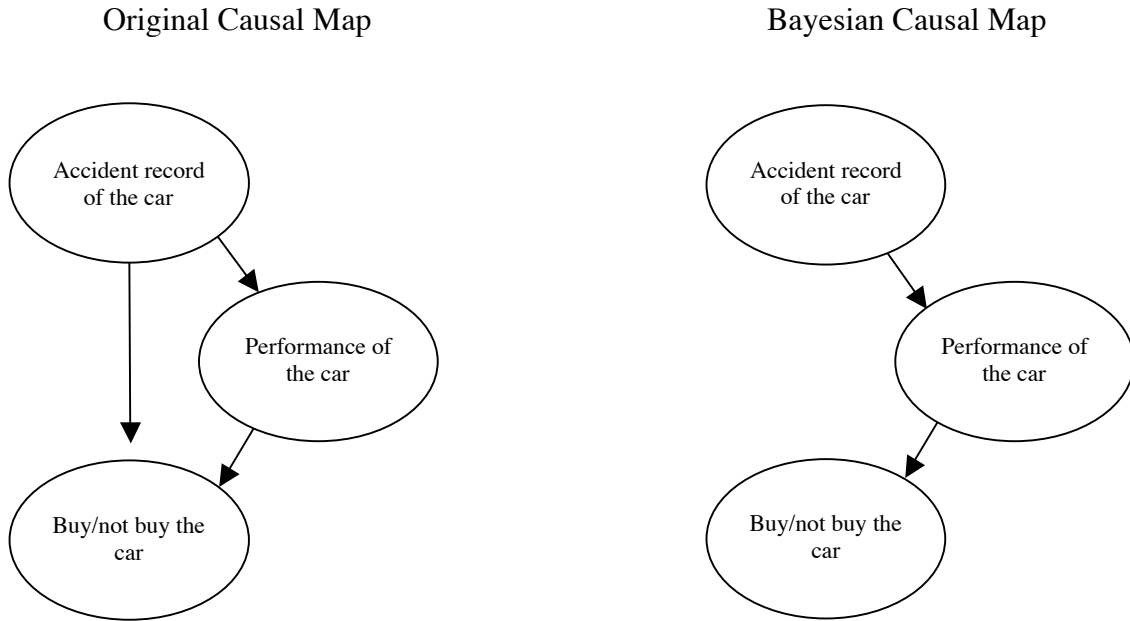 Original Causal Map
Accident record
of the car
Performance of
the car
Buy/not buy the
car
Bayesian Causal Map
Accident record
of the car
Performance of
the car
Buy/not buy the
car